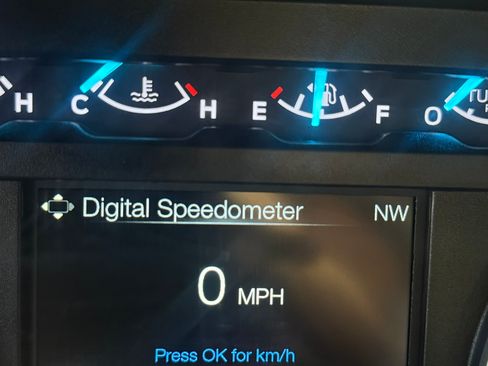 H C H E F O
Digital Speedometer NW
0 MPH
Press OK for km/h